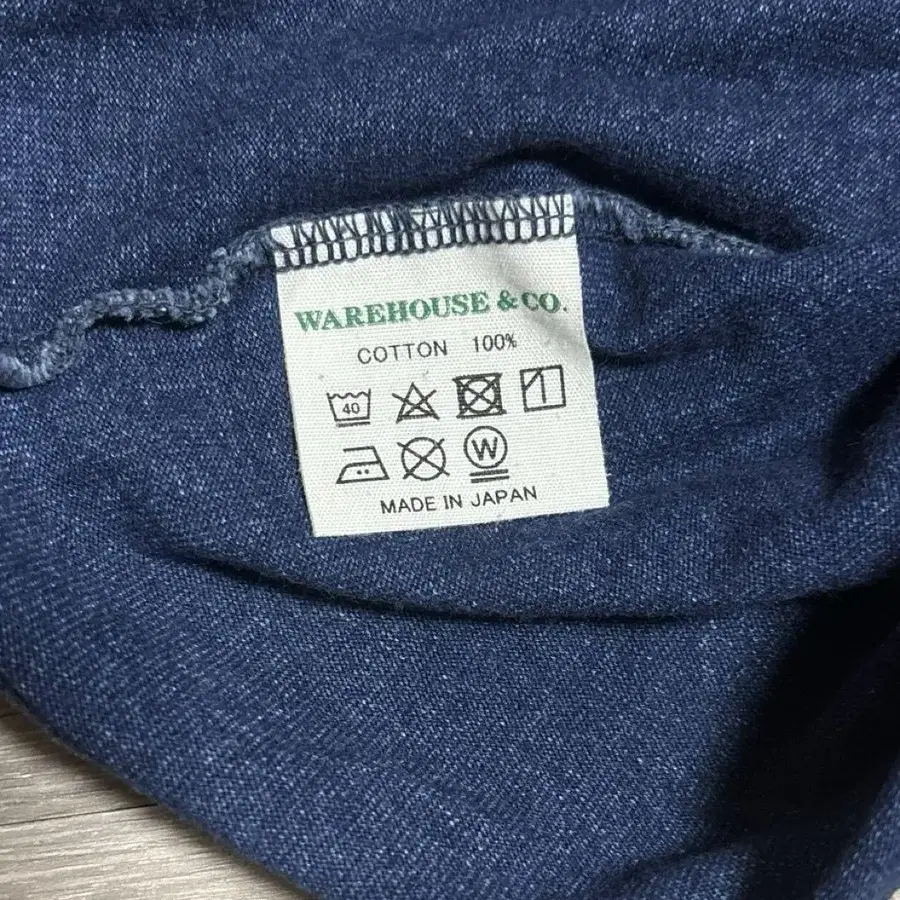 WAREHOUSE & CO.
COTTON 100%
40
W
MADE IN JAPAN